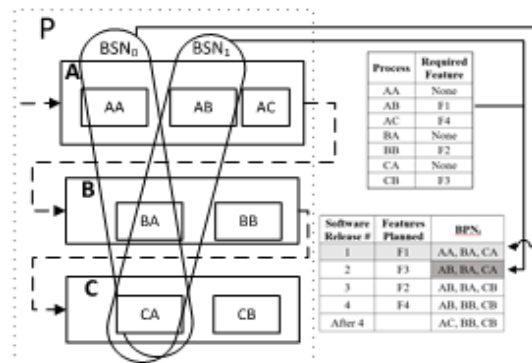 P
BSN₀ BSN₁
A
AA AB AC
B
BA BB
C
CA CB
Process Required Feature
AA None
AB F1
AC F4
BA None
BB F2
CA None
CB F3
Software Release # Features Planned BPNᵢ
1 F1 AA, BA, CA
2 F3 AB, BA, CA
3 F2 AB, BA, CB
4 F4 AB, BB, CB
After 4 AC, BB, CB